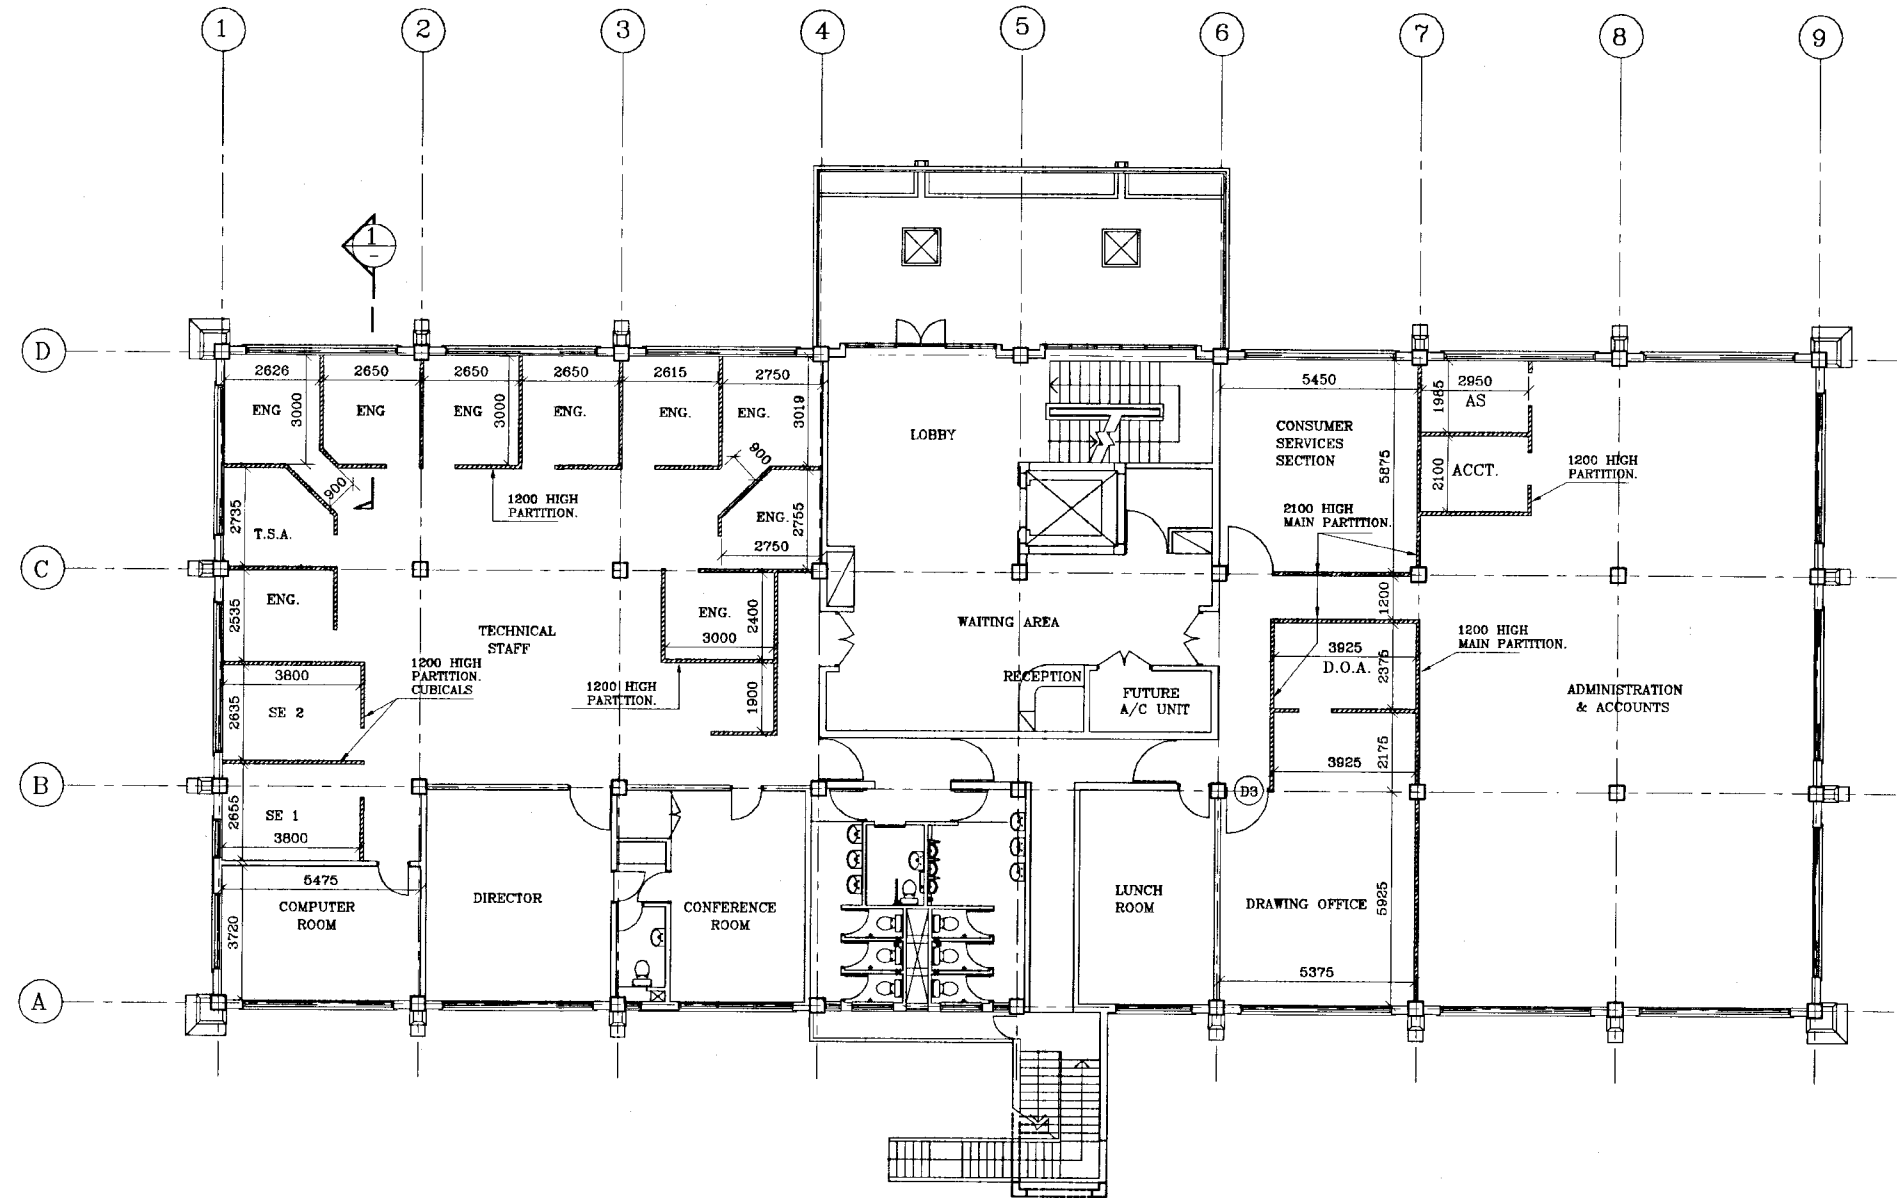 1 2 3 4 5 6 7 8 9
1
-
D
2626 2650 2650 2650 2615 2750
ENG ENG ENG ENG. ENG. ENG.
3000
3000
3019
900
900
LOBBY
5450
CONSUMER
SERVICES
SECTION
5875
1985
2950
AS
2100
ACCT.
1200 HIGH
PARTITION.
1200 HIGH
PARTITION.
2100 HIGH
MAIN PARTITION.
2735
T.S.A.
ENG.
2755
2750
C
2535
ENG.
TECHNICAL
STAFF
ENG.
2400
3000
WAITING AREA
1200
1200 HIGH
MAIN PARTITION.
3925
D.O.A.
2375
1200 HIGH
PARTITION.
CUBICALS
3800
SE 2
2635
1200 HIGH
PARTITION.
1900
RECEPTION
FUTURE
A/C UNIT
ADMINISTRATION
& ACCOUNTS
2175
3925
B
D3
2655
SE 1
3800
5475
COMPUTER
ROOM
3720
DIRECTOR
CONFERENCE
ROOM
LUNCH
ROOM
DRAWING OFFICE
5925
5375
A